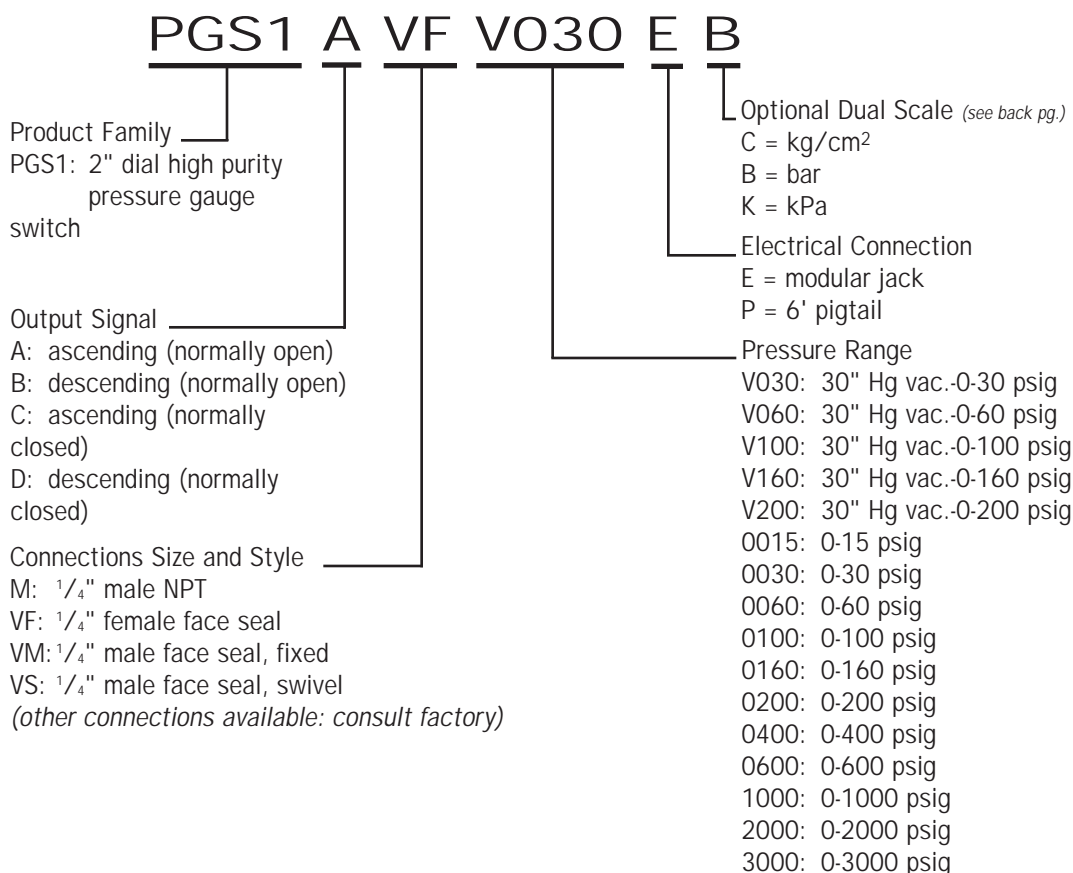 PGS1 A VF V030 E B
Product Family
PGS1: 2" dial high purity
pressure gauge
switch
Output Signal
A: ascending (normally open)
B: descending (normally open)
C: ascending (normally
closed)
D: descending (normally
closed)
Connections Size and Style
M: 1/4" male NPT
VF: 1/4" female face seal
VM: 1/4" male face seal, fixed
VS: 1/4" male face seal, swivel
(other connections available: consult factory)
Optional Dual Scale (see back pg.)
C = kg/cm²
B = bar
K = kPa
Electrical Connection
E = modular jack
P = 6' pigtail
Pressure Range
V030: 30" Hg vac.-0-30 psig
V060: 30" Hg vac.-0-60 psig
V100: 30" Hg vac.-0-100 psig
V160: 30" Hg vac.-0-160 psig
V200: 30" Hg vac.-0-200 psig
0015: 0-15 psig
0030: 0-30 psig
0060: 0-60 psig
0100: 0-100 psig
0160: 0-160 psig
0200: 0-200 psig
0400: 0-400 psig
0600: 0-600 psig
1000: 0-1000 psig
2000: 0-2000 psig
3000: 0-3000 psig